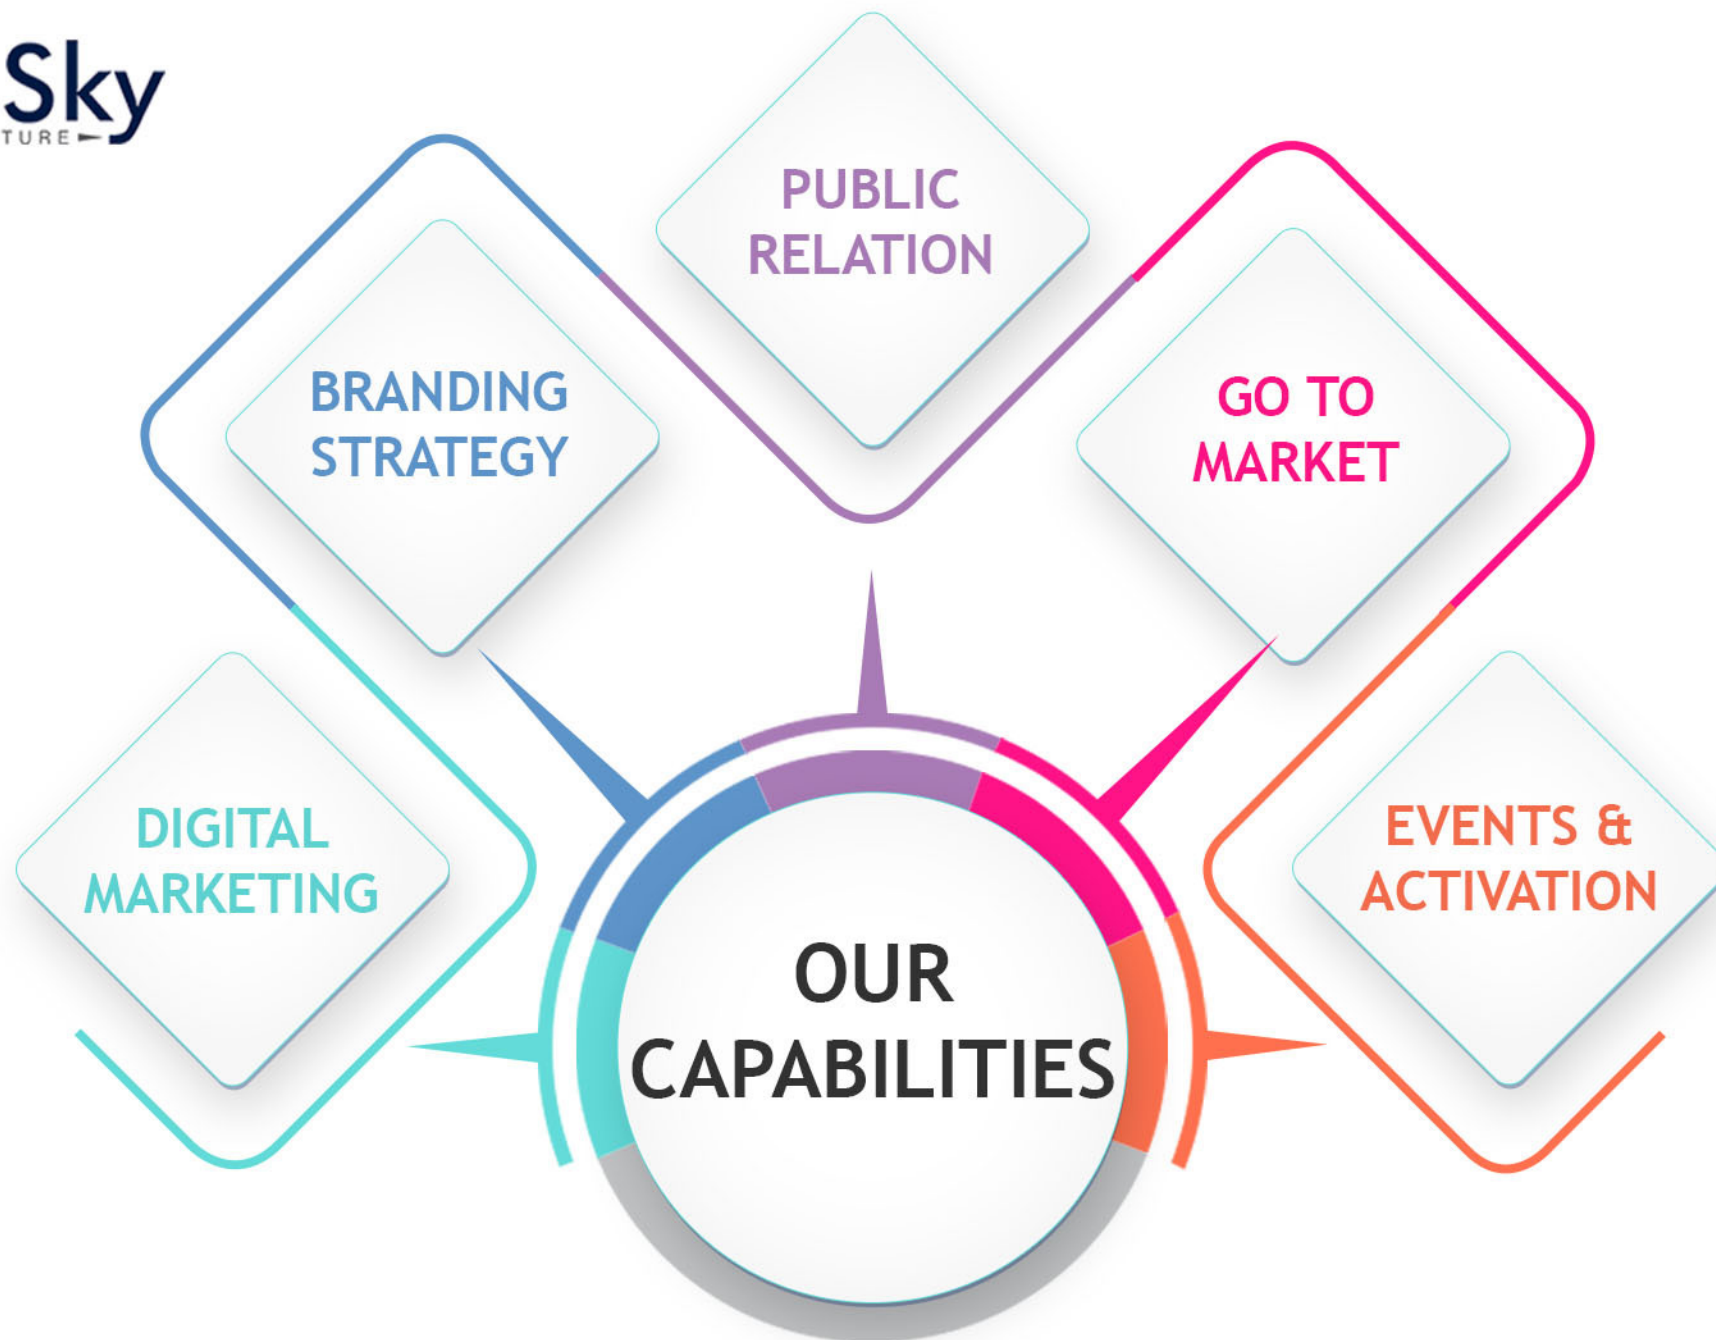 Sky
TURE
PUBLIC
RELATION
BRANDING
STRATEGY
GO TO
MARKET
DIGITAL
MARKETING
EVENTS &
ACTIVATION
OUR
CAPABILITIES